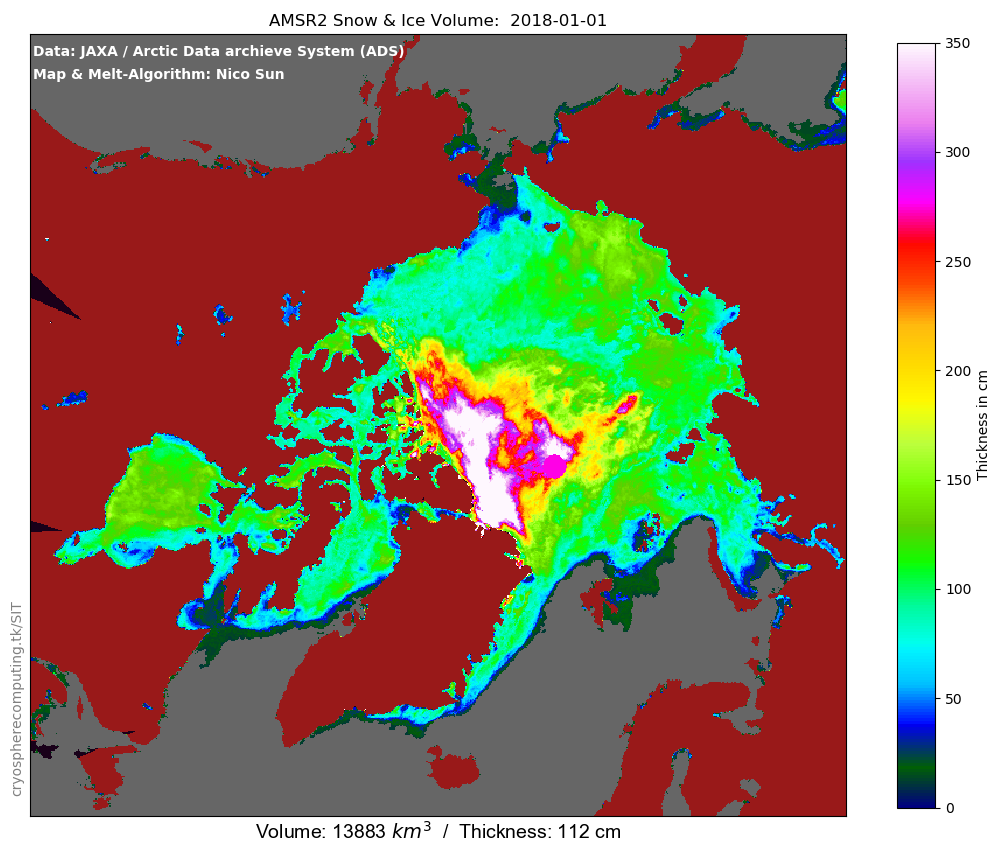 AMSR2 Snow & Ice Volume:  2018-01-01
Data: JAXA / Arctic Data archieve System (ADS)
Map & Melt-Algorithm: Nico Sun
350
300
250
200
150
100
50
0
Thickness in cm
cryospherecomputing.tk/SIT
Volume: 13883 km³  /  Thickness: 112 cm